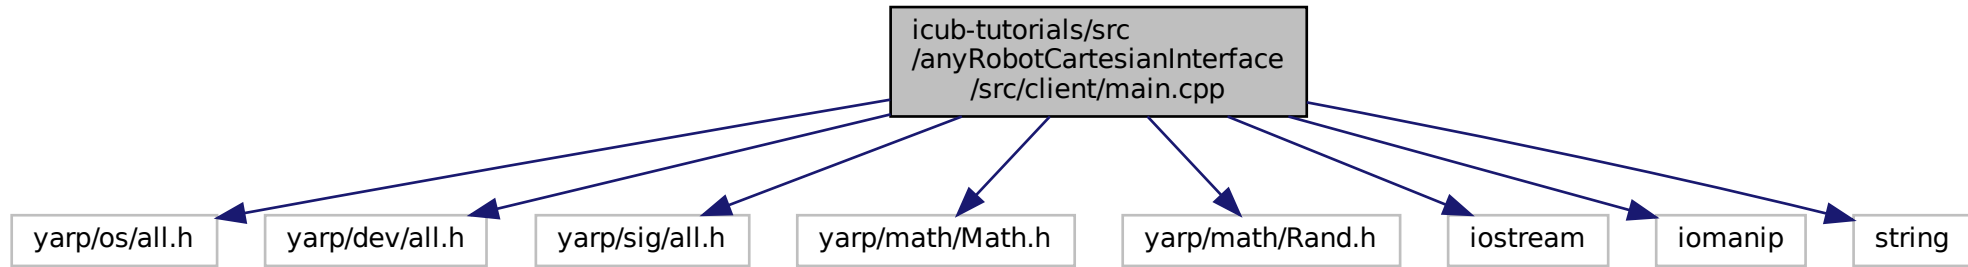 icub-tutorials/src
/anyRobotCartesianInterface
/src/client/main.cpp
yarp/os/all.h
yarp/dev/all.h
yarp/sig/all.h
yarp/math/Math.h
yarp/math/Rand.h
iostream
iomanip
string